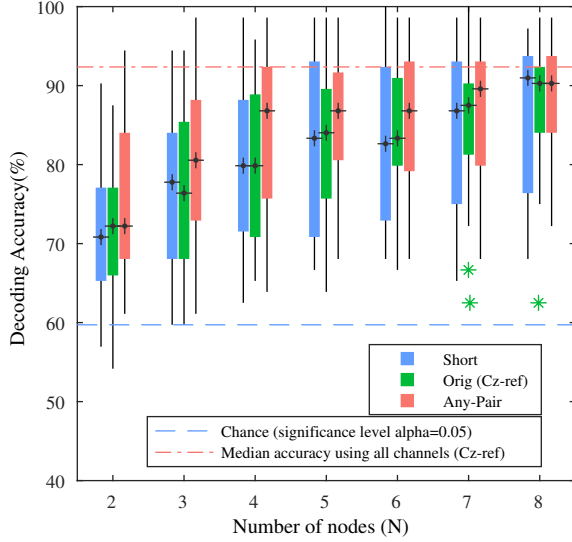 100
90
80
70
60
50
40
Decoding Accuracy(%)
Short
Orig (Cz-ref)
Any-Pair
Chance (significance level alpha=0.05)
Median accuracy using all channels (Cz-ref)
2 3 4 5 6 7 8
Number of nodes (N)